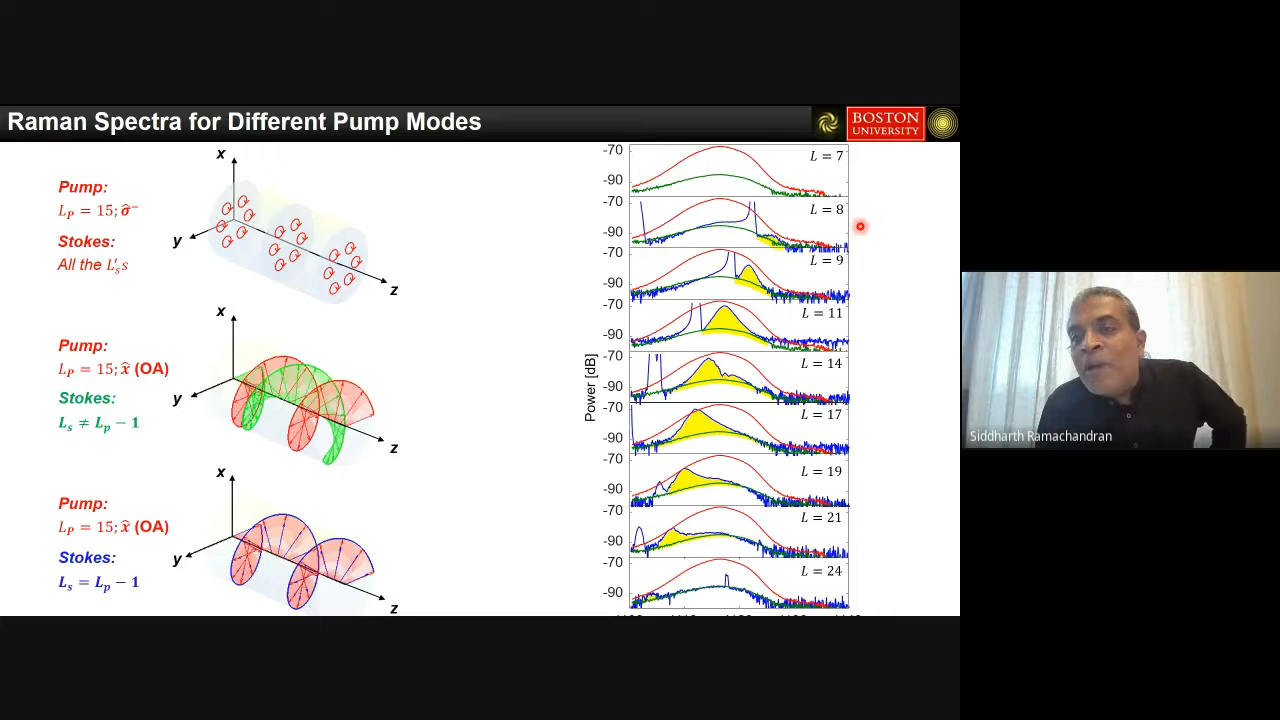 Raman Spectra for Different Pump Modes
BOSTON
UNIVERSITY
x
y
z
Pump:
L_P = 15; σ̂⁻
Stokes:
All the L'_s s
x
y
z
Pump:
L_P = 15; x̂ (OA)
Stokes:
L_s ≠ L_p − 1
x
y
z
Pump:
L_P = 15; x̂ (OA)
Stokes:
L_s = L_p − 1
Power [dB]
-70
-90
L = 7
-70
-90
L = 8
-70
-90
L = 9
-70
-90
L = 11
-70
-90
L = 14
-70
-90
L = 17
-70
-90
L = 19
-70
-90
L = 21
-70
-90
L = 24
Siddharth Ramachandran